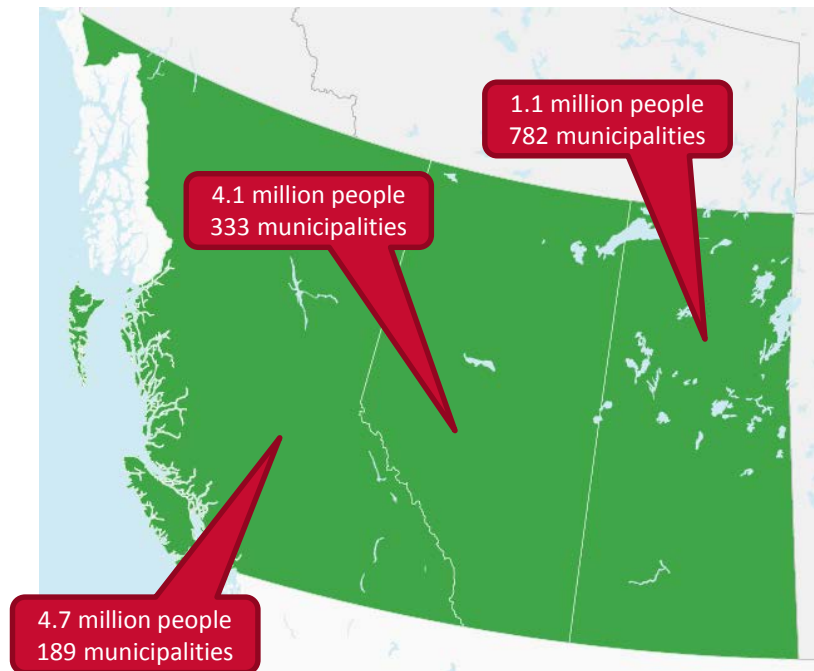 1.1 million people
782 municipalities
4.1 million people
333 municipalities
4.7 million people
189 municipalities